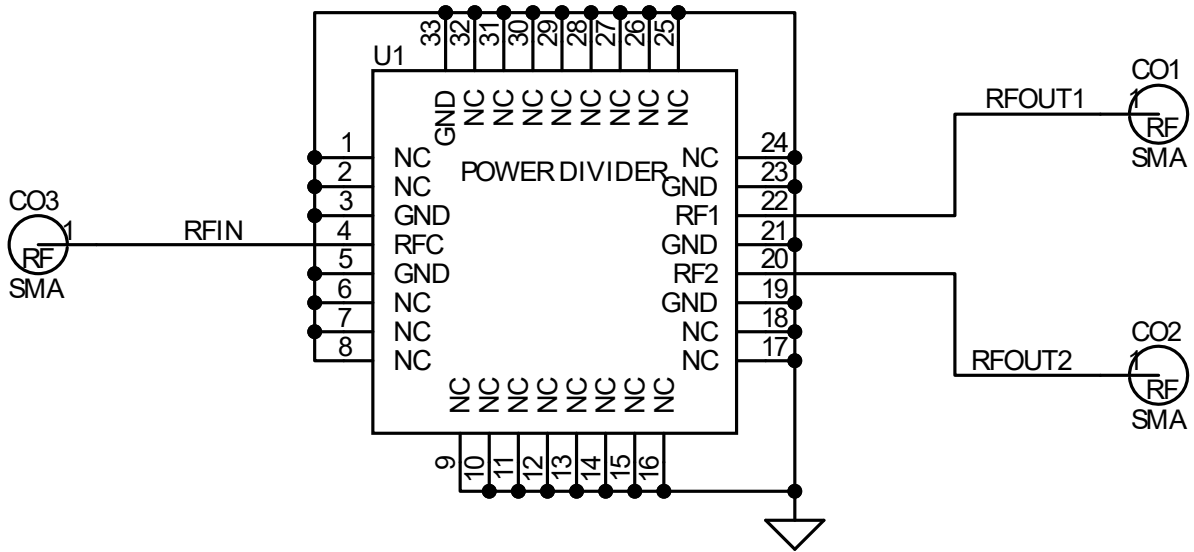 33 32 31 30 29 28 27 26 25
U1
CO1
GND NC NC NC NC NC NC NC NC
RFOUT1
1
RF
SMA
1 NC
POWER DIVIDER
NC 24
2 NC
GND 23
CO3
3 GND
RF1 22
1
RFIN
4 RFC
GND 21
RF
SMA
5 GND
RF2 20
6 NC
GND 19
7 NC
NC 18
CO2
8 NC
NC 17
RFOUT2
1
RF
SMA
NC NC NC NC NC NC NC NC
9 10 11 12 13 14 15 16